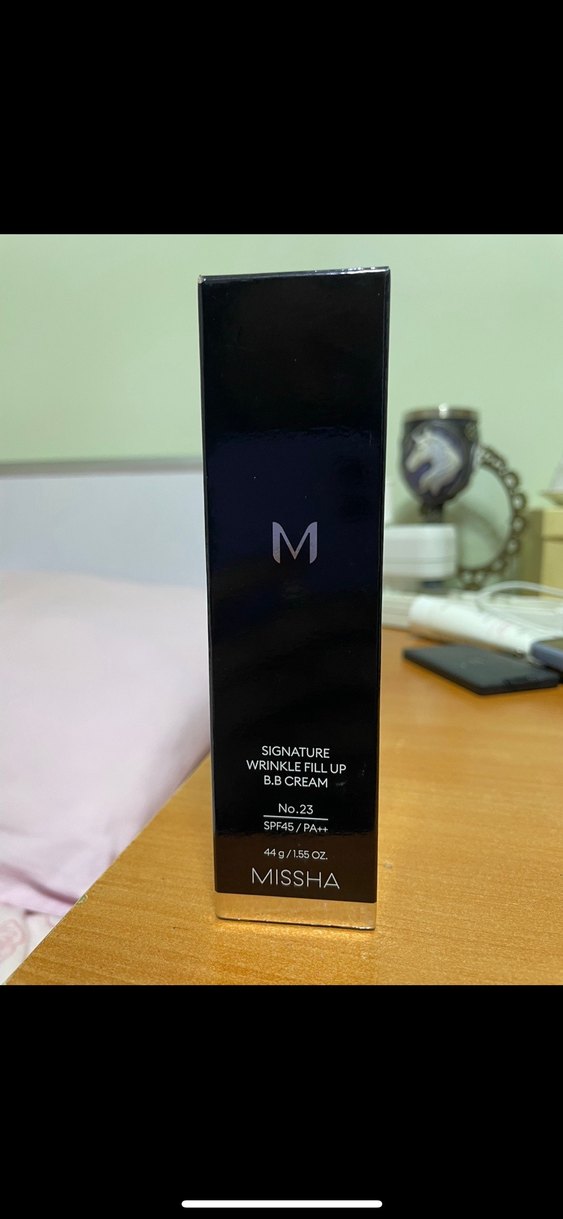 M
SIGNATURE
WRINKLE FILL UP
B.B CREAM
No.23
SPF45 / PA++
44 g / 1.55 OZ.
MISSHA